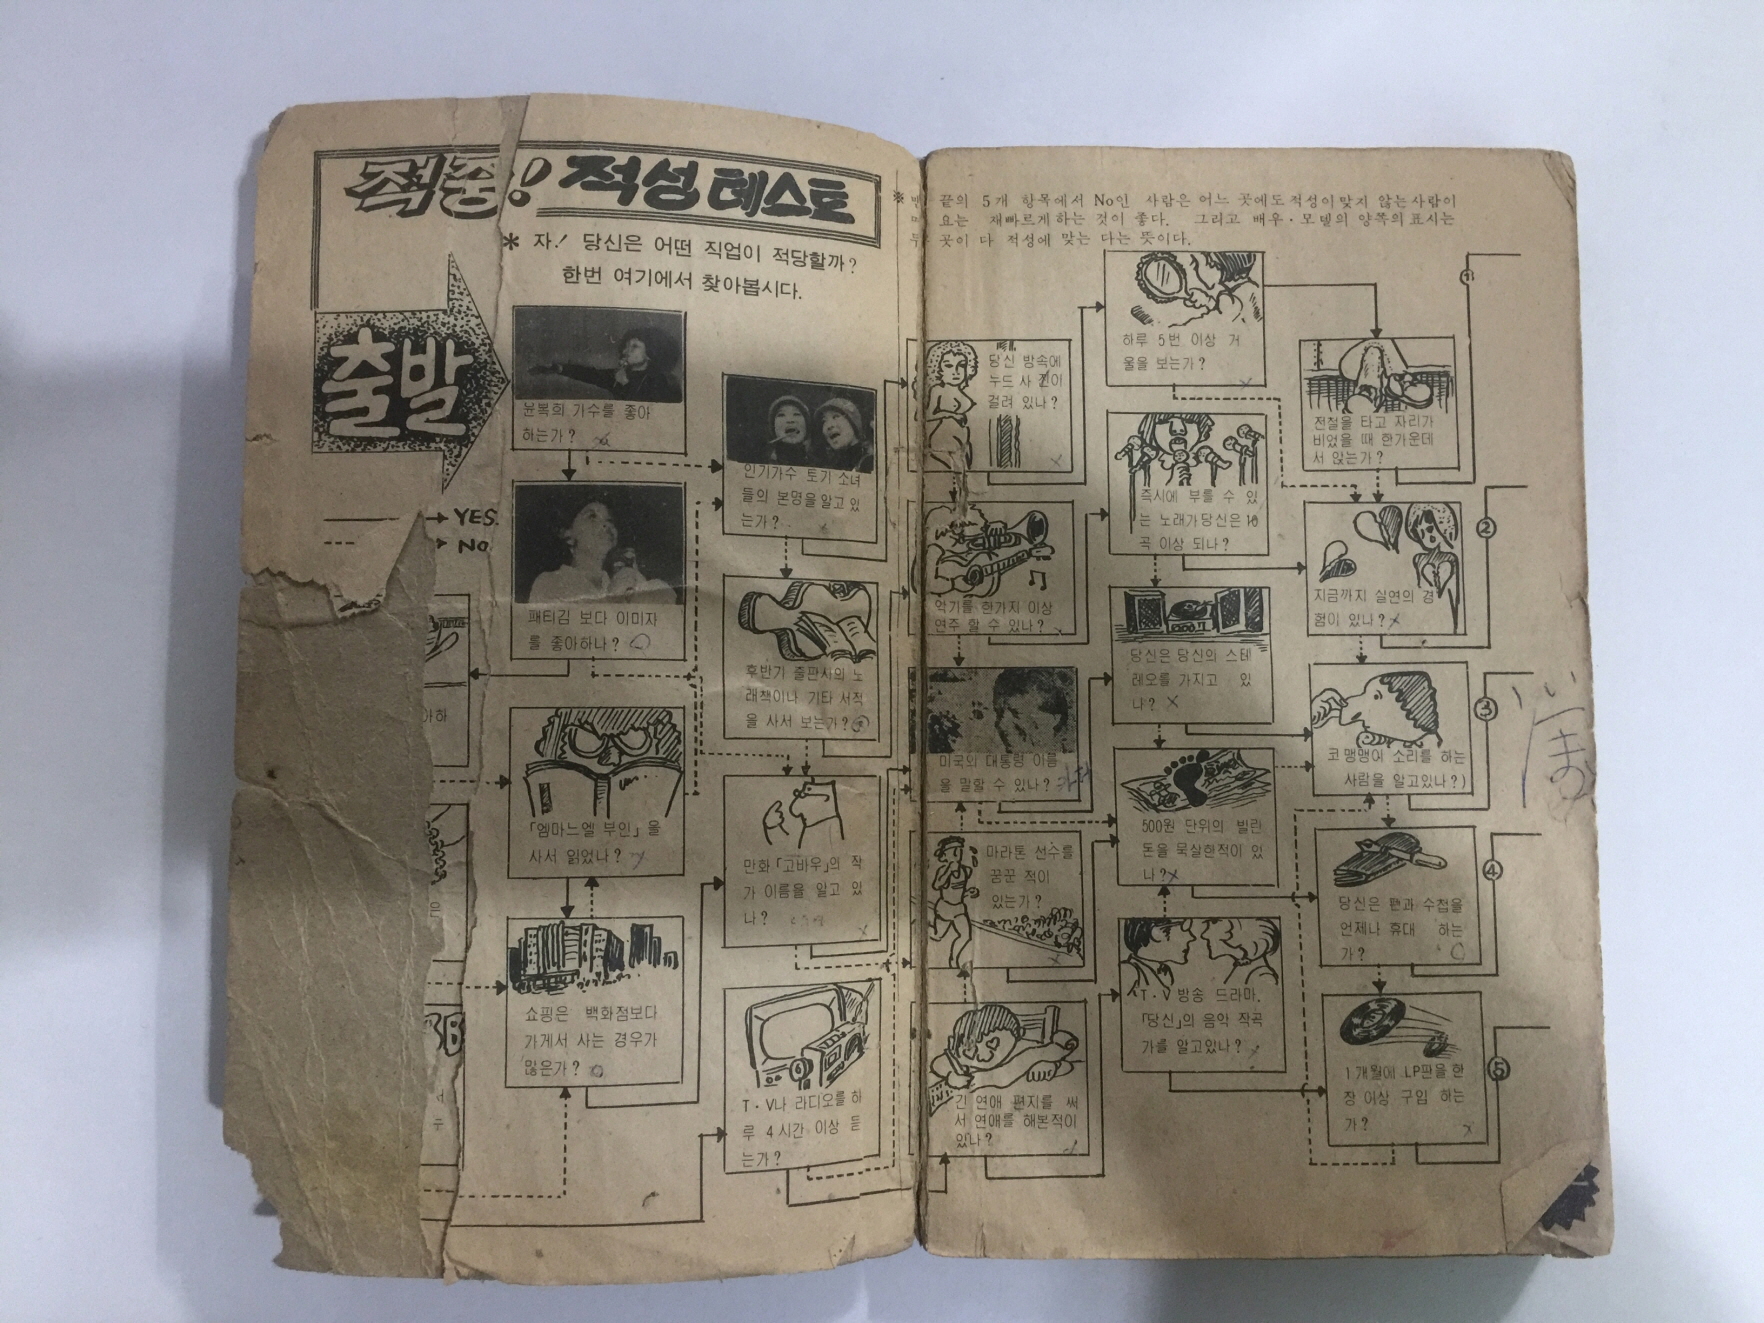 적중! 적성 테스트
* 자! 당신은 어떤 직업이 적당할까?
한번 여기에서 찾아봅시다.
출발
YES.
No
윤복희 가수를 좋아
하는가?
패티김 보다 이미자
를 좋아하나?
「엠마느엘 부인」을
사서 읽었나?
쇼핑은 백화점보다
가게서 사는 경우가
많은가?
인기가수 토가 소녀
들의 본명을 알고 있
는가?
후반기 출판사의 노
래책이나 기타 서적
을 사서 보는가?
만화 「고바우」의 작
가 이름을 알고 있
나?
T·V나 라디오를 하
루 4시간 이상 듣
는가?
끝의 5개 항목에서 No인 사람은 어느 곳에도 적성이 맞지 않는 사람이
요는 재빠르게 하는 것이 좋다. 그리고 배우·모델의 양쪽의 표시는
곳이 다 적성에 맞는 다는 뜻이다.
당신 방속에
누드 사진이
걸려 있나?
악기를 한가지 이상
연주 할 수 있나?
미국의 대통령 이름
을 말할 수 있나?
마라톤 선수를
꿈꾼 적이
있는가?
긴 연애 편지를 써
서 연애를 해본적이
있나?
하루 5번 이상 거
울을 보는가?
즉시에 부를 수 있
는 노래가 당신은 10
곡 이상 되나?
당신은 당신의 스테
레오를 가지고 있
나?
500원 단위의 빌린
돈을 묵살한적이 있
나?
T·V 방송 드라마.
「당신」의 음악 작곡
가를 알고있나?
전철을 타고 자리가
비었을 때 한가운데
서 앉는가?
지금까지 실연의 경
험이 있나?
코맹맹이 소리를 하는
사람을 알고있나?)
당신은 펜과 수첩을
언제나 휴대 하는
가?
1개월에 LP판을 한
장 이상 구입 하는
가?
①
②
③
④
⑤